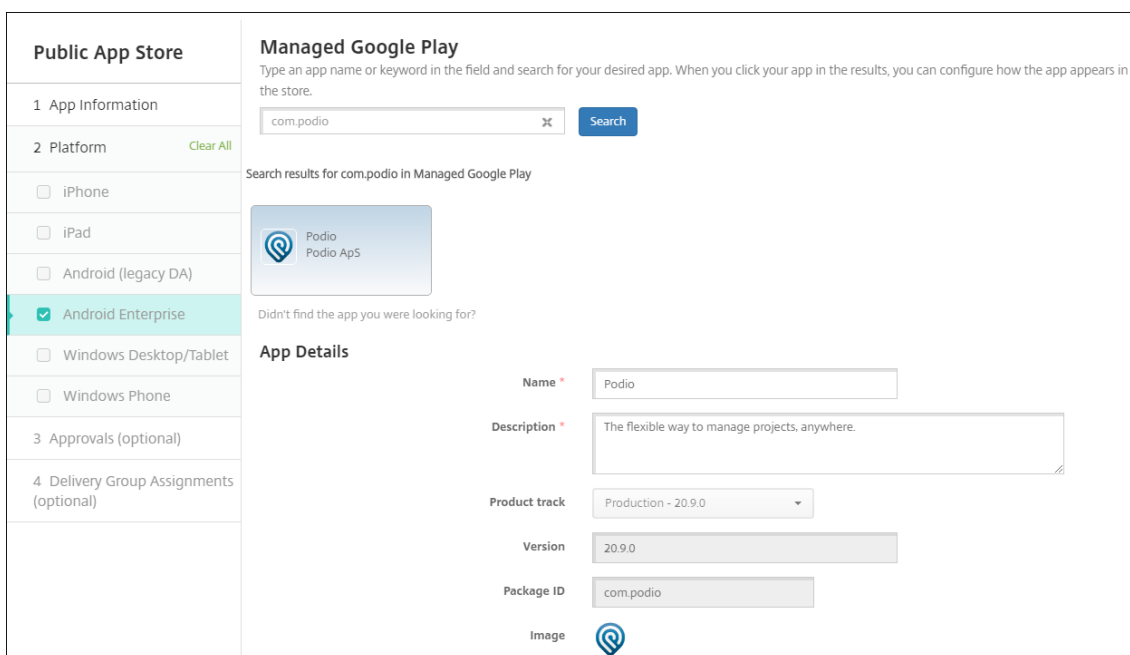 Public App Store
1 App Information
2 Platform
Clear All
iPhone
iPad
Android (legacy DA)
Android Enterprise
Windows Desktop/Tablet
Windows Phone
3 Approvals (optional)
4 Delivery Group Assignments
(optional)
Managed Google Play
Type an app name or keyword in the field and search for your desired app. When you click your app in the results, you can configure how the app appears in
the store.
com.podio
Search
Search results for com.podio in Managed Google Play
Podio
Podio ApS
Didn't find the app you were looking for?
App Details
Name *
Podio
Description *
The flexible way to manage projects, anywhere.
Product track
Production - 20.9.0
Version
20.9.0
Package ID
com.podio
Image